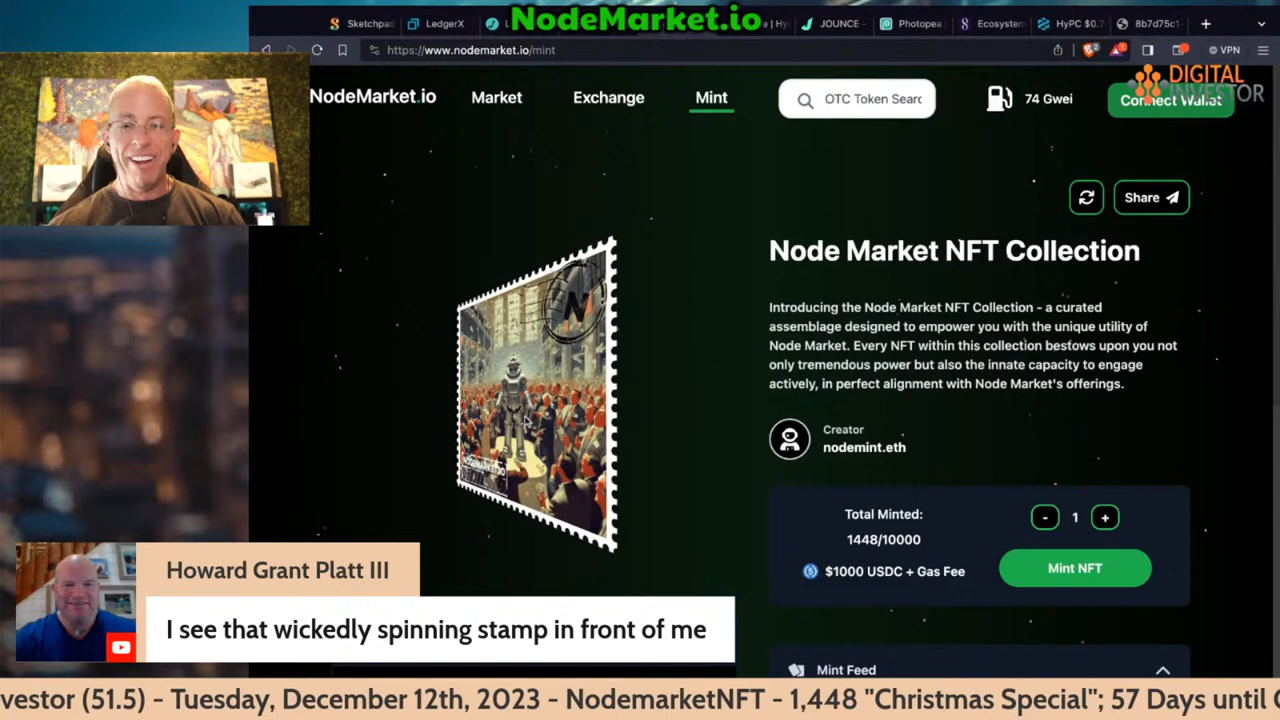 NodeMarket.io
Sketchpad
LedgerX
JOUNCE -
Photopea
Ecosystem
HyPC $0.7
8b7d75c1-
https://www.nodemarket.io/mint
VPN
DIGITAL
INVESTOR
NodeMarket.io
Market
Exchange
Mint
OTC Token Searc
74 Gwei
Connect Wallet
Share
Node Market NFT Collection
Introducing the Node Market NFT Collection - a curated
assemblage designed to empower you with the unique utility of
Node Market. Every NFT within this collection bestows upon you not
only tremendous power but also the innate capacity to engage
actively, in perfect alignment with Node Market's offerings.
Creator
nodemint.eth
N
NODEMARKET.IO
Total Minted:
1448/10000
- 1 +
$1000 USDC + Gas Fee
Mint NFT
Mint Feed
Howard Grant Platt III
I see that wickedly spinning stamp in front of me
nvestor (51.5) - Tuesday, December 12th, 2023 - NodemarketNFT - 1,448 "Christmas Special"; 57 Days until